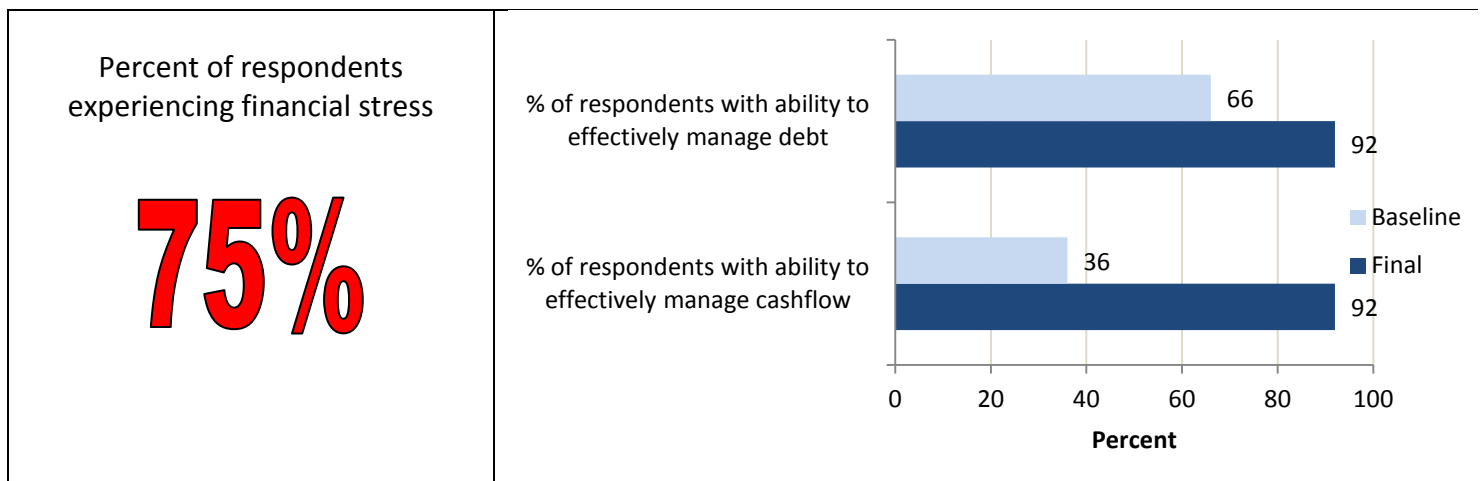 Percent of respondents
experiencing financial stress
75%
% of respondents with ability to
effectively manage debt
66
92
% of respondents with ability to
effectively manage cashflow
36
92
Baseline
Final
0 20 40 60 80 100
Percent